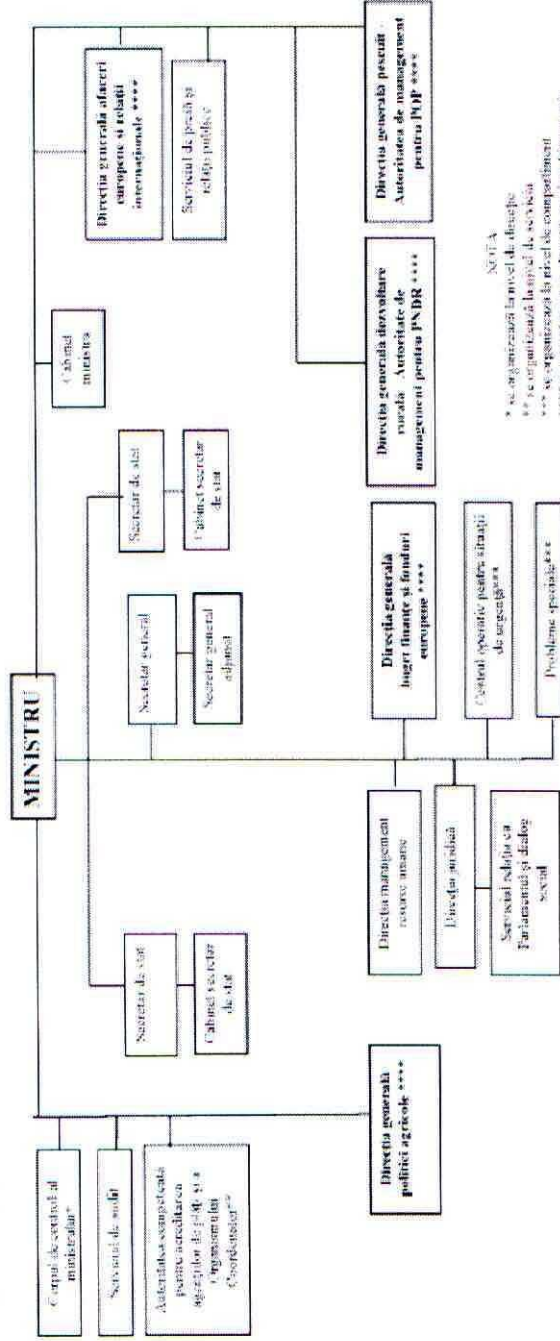 MINISTRU
Cabinet
ministru
Corpul de control al
ministrului*
Serviciul de audit
Autoritatea competentă
pentru acreditarea
agențiilor de plăți și a
Organismului
Coordonator**
Direcția generală
politici agricole ****
Secretar de stat
Cabinet secretar
de stat
Secretar general
Secretar general
adjunct
Secretar de stat
Cabinet secretar
de stat
Direcția generală afaceri
europene și relații
internaționale ****
Serviciul de presă și
relații publice
Direcția management
resurse umane
Direcția juridică
Serviciul relația cu
Parlamentul și dialog
social
Direcția generală
buget finanțe și fonduri
europene ****
Centrul operativ pentru situații
de urgență***
Probleme speciale***
Direcția generală dezvoltare
rurală Autoritate de
management pentru PNDR ****
Direcția generală pescuit -
Autoritatea de management
pentru POP ****
NOTA
* se organizează la nivel de direcție
** se organizează la nivel de serviciu
*** se organizează la nivel de compartiment